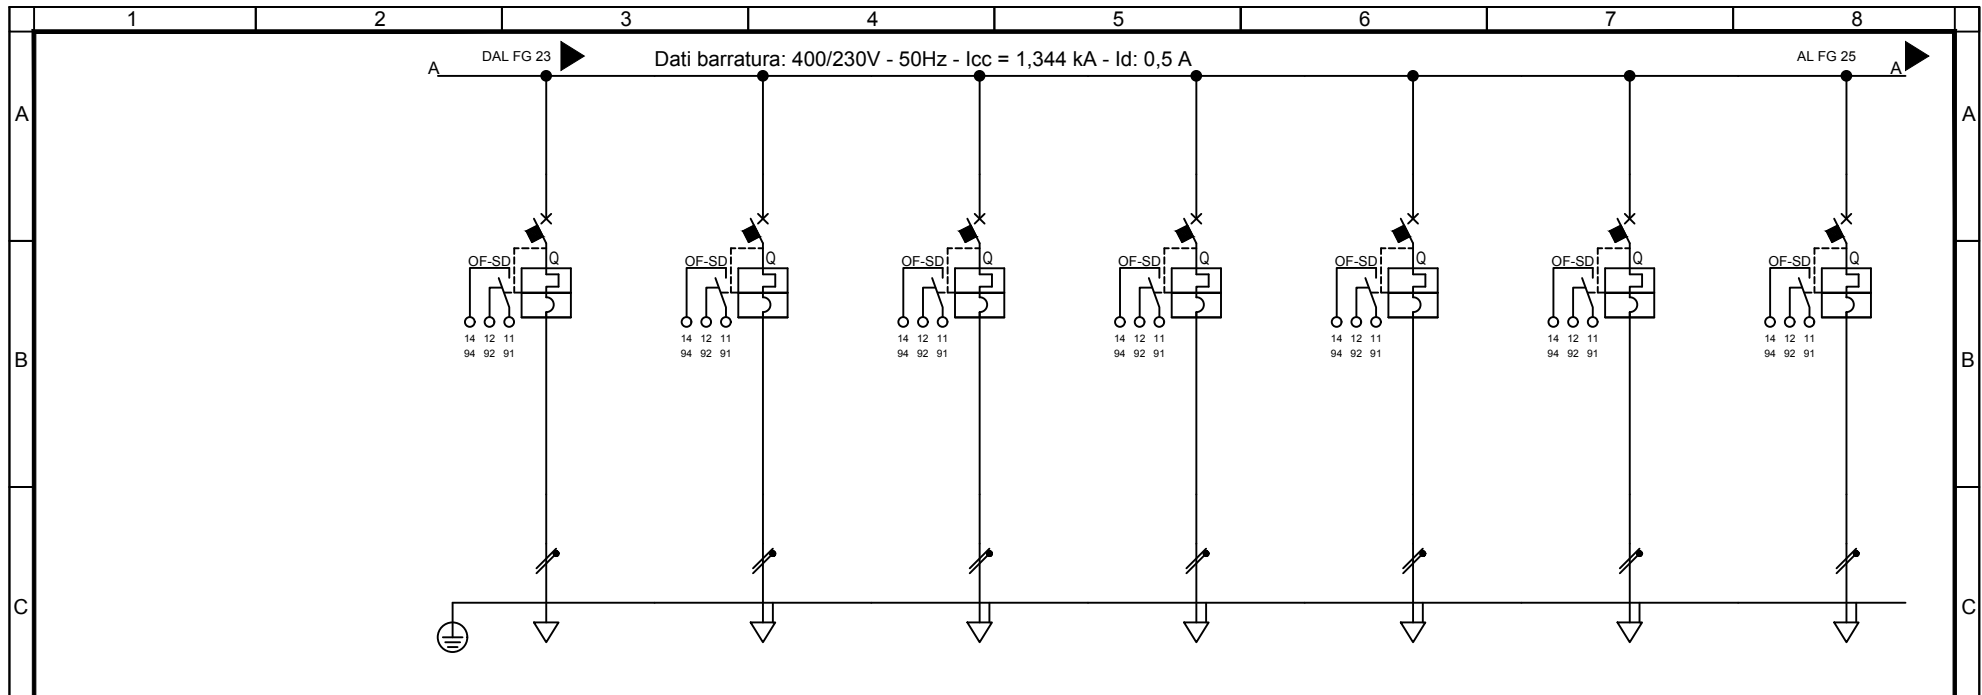 1 2 3 4 5 6 7 8
DAL FG 23 Dati barratura: 400/230V - 50Hz - Icc = 1,344 kA - Id: 0,5 A AL FG 25
A A
A A
Q Q Q Q Q Q Q
OF-SD OF-SD OF-SD OF-SD OF-SD OF-SD OF-SD
14 12 11 14 12 11 14 12 11 14 12 11 14 12 11 14 12 11 14 12 11
94 92 91 94 92 91 94 92 91 94 92 91 94 92 91 94 92 91 94 92 91
B B
C C